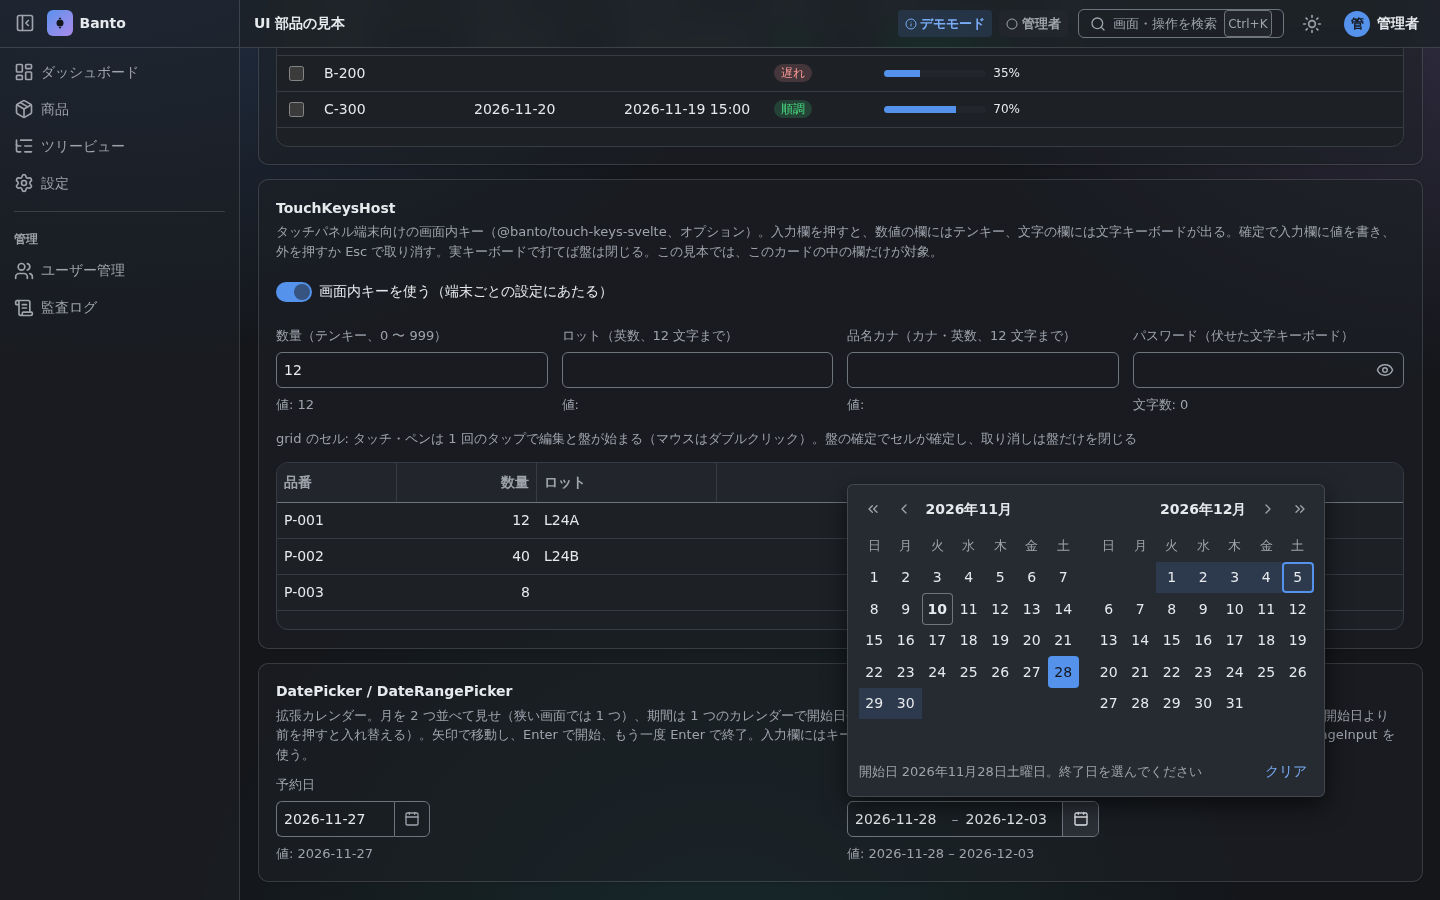 Banto
UI 部品の見本
デモモード
管理者
画面・操作を検索 Ctrl+K
管 管理者
ダッシュボード
商品
ツリービュー
設定
管理
ユーザー管理
監査ログ
B-200 遅れ 35%
C-300 2026-11-20 2026-11-19 15:00 順調 70%
TouchKeysHost
タッチパネル端末向けの画面内キー（@banto/touch-keys-svelte、オプション）。入力欄を押すと、数値の欄にはテンキー、文字の欄には文字キーボードが出る。確定で入力欄に値を書き、
外を押すか Esc で取り消す。実キーボードで打てば盤は閉じる。この見本では、このカードの中の欄だけが対象。
画面内キーを使う（端末ごとの設定にあたる）
数量（テンキー、0 〜 999） ロット（英数、12 文字まで） 品名カナ（カナ・英数、12 文字まで） パスワード（伏せた文字キーボード）
12
値: 12 値: 値: 文字数: 0
grid のセル: タッチ・ペンは 1 回のタップで編集と盤が始まる（マウスはダブルクリック）。盤の確定でセルが確定し、取り消しは盤だけを閉じる
品番 数量 ロット
P-001 12 L24A
P-002 40 L24B
P-003 8
2026年11月 2026年12月
日 月 火 水 木 金 土 日 月 火 水 木 金 土
1 2 3 4 5 6 7 1 2 3 4 5
8 9 10 11 12 13 14 6 7 8 9 10 11 12
15 16 17 18 19 20 21 13 14 15 16 17 18 19
22 23 24 25 26 27 28 20 21 22 23 24 25 26
29 30 27 28 29 30 31
開始日 2026年11月28日土曜日。終了日を選んでください クリア
DatePicker / DateRangePicker
拡張カレンダー。月を 2 つ並べて見せ（狭い画面では 1 つ）、期間は 1 つのカレンダーで開始日 開始日より
前を押すと入れ替える）。矢印で移動し、Enter で開始、もう一度 Enter で終了。入力欄にはキー ngeInput を
使う。
予約日
2026-11-27 2026-11-28 – 2026-12-03
値: 2026-11-27 値: 2026-11-28 – 2026-12-03